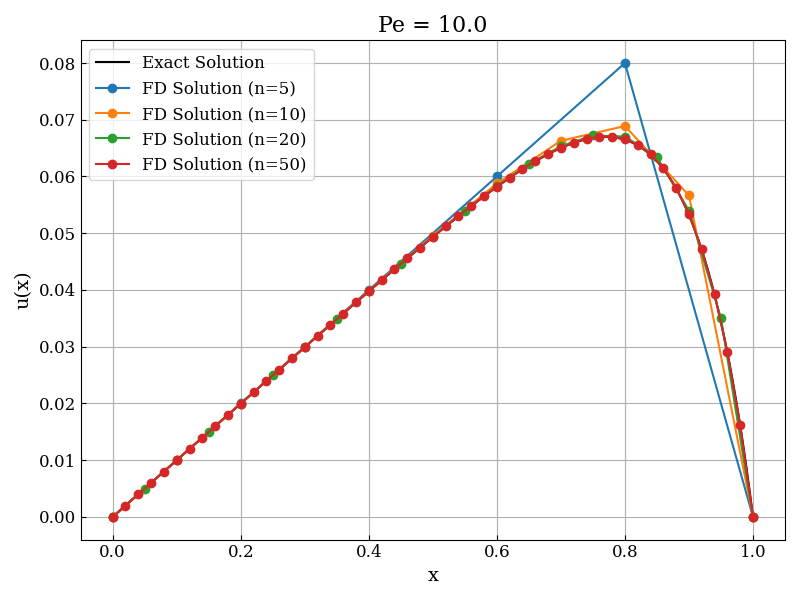 Pe = 10.0
Exact Solution
FD Solution (n=5)
FD Solution (n=10)
FD Solution (n=20)
FD Solution (n=50)
0.08
0.07
0.06
0.05
0.04
0.03
0.02
0.01
0.00
u(x)
0.0 0.2 0.4 0.6 0.8 1.0
x